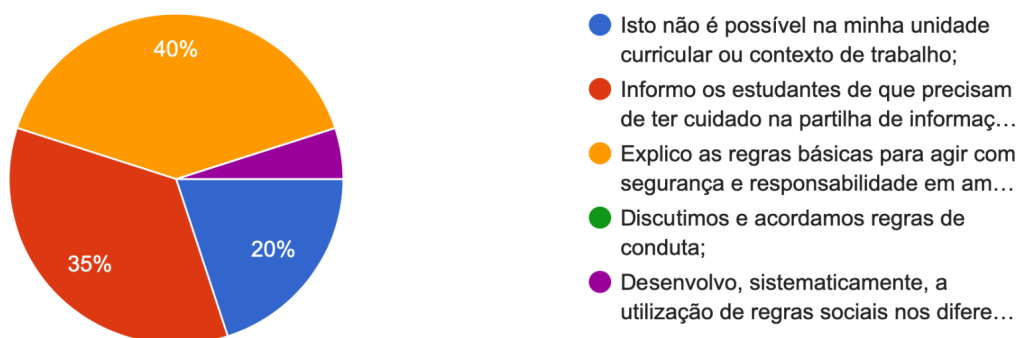 40%
35%
20%
Isto não é possível na minha unidade
curricular ou contexto de trabalho;
Informo os estudantes de que precisam
de ter cuidado na partilha de informaç…
Explico as regras básicas para agir com
segurança e responsabilidade em am…
Discutimos e acordamos regras de
conduta;
Desenvolvo, sistematicamente, a
utilização de regras sociais nos difere…